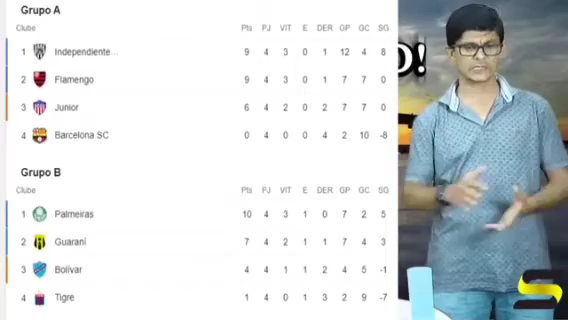 Grupo A
Clube Pts PJ VIT E DER GP GC SG
1 Independiente... 9 4 3 0 1 12 4 8
2 Flamengo 9 4 3 0 1 7 7 0
3 Junior 6 4 2 0 2 7 7 0
4 Barcelona SC 0 4 0 0 4 2 10 -8
O!
Grupo B
Clube Pts PJ VIT E DER GP GC SG
1 Palmeiras 10 4 3 1 0 7 2 5
2 Guaraní 7 4 2 1 1 7 4 3
3 Bolívar 4 4 1 1 2 4 5 -1
4 Tigre 1 4 0 1 3 2 9 -7